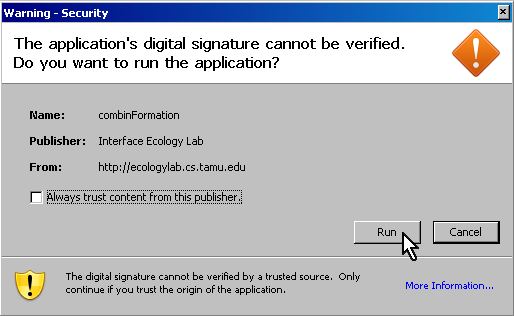 Warning - Security
The application's digital signature cannot be verified.
Do you want to run the application?
Name: combinFormation
Publisher: Interface Ecology Lab
From: http://ecologylab.cs.tamu.edu
Always trust content from this publisher.
Run Cancel
The digital signature cannot be verified by a trusted source. Only
continue if you trust the origin of the application.
More Information...